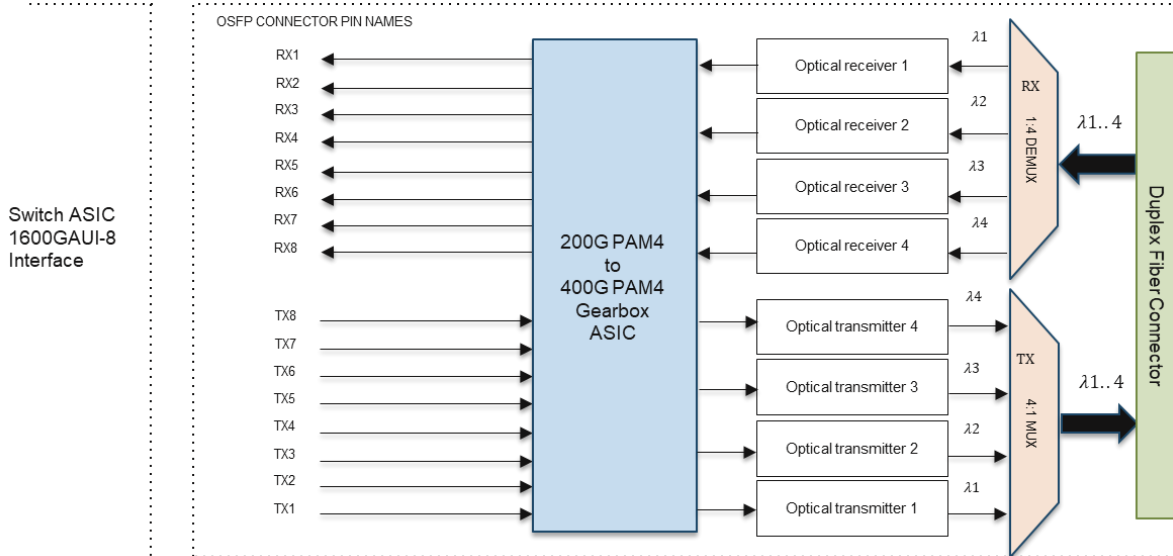 OSFP CONNECTOR PIN NAMES
RX1
RX2
RX3
RX4
RX5
RX6
RX7
RX8
TX8
TX7
TX6
TX5
TX4
TX3
TX2
TX1
Switch ASIC
1600GAUI-8
Interface
200G PAM4
to
400G PAM4
Gearbox
ASIC
Optical receiver 1
Optical receiver 2
Optical receiver 3
Optical receiver 4
Optical transmitter 4
Optical transmitter 3
Optical transmitter 2
Optical transmitter 1
λ1
λ2
λ3
λ4
λ4
λ3
λ2
λ1
RX
1:4 DEMUX
TX
4:1 MUX
λ1..4
λ1..4
Duplex Fiber Connector